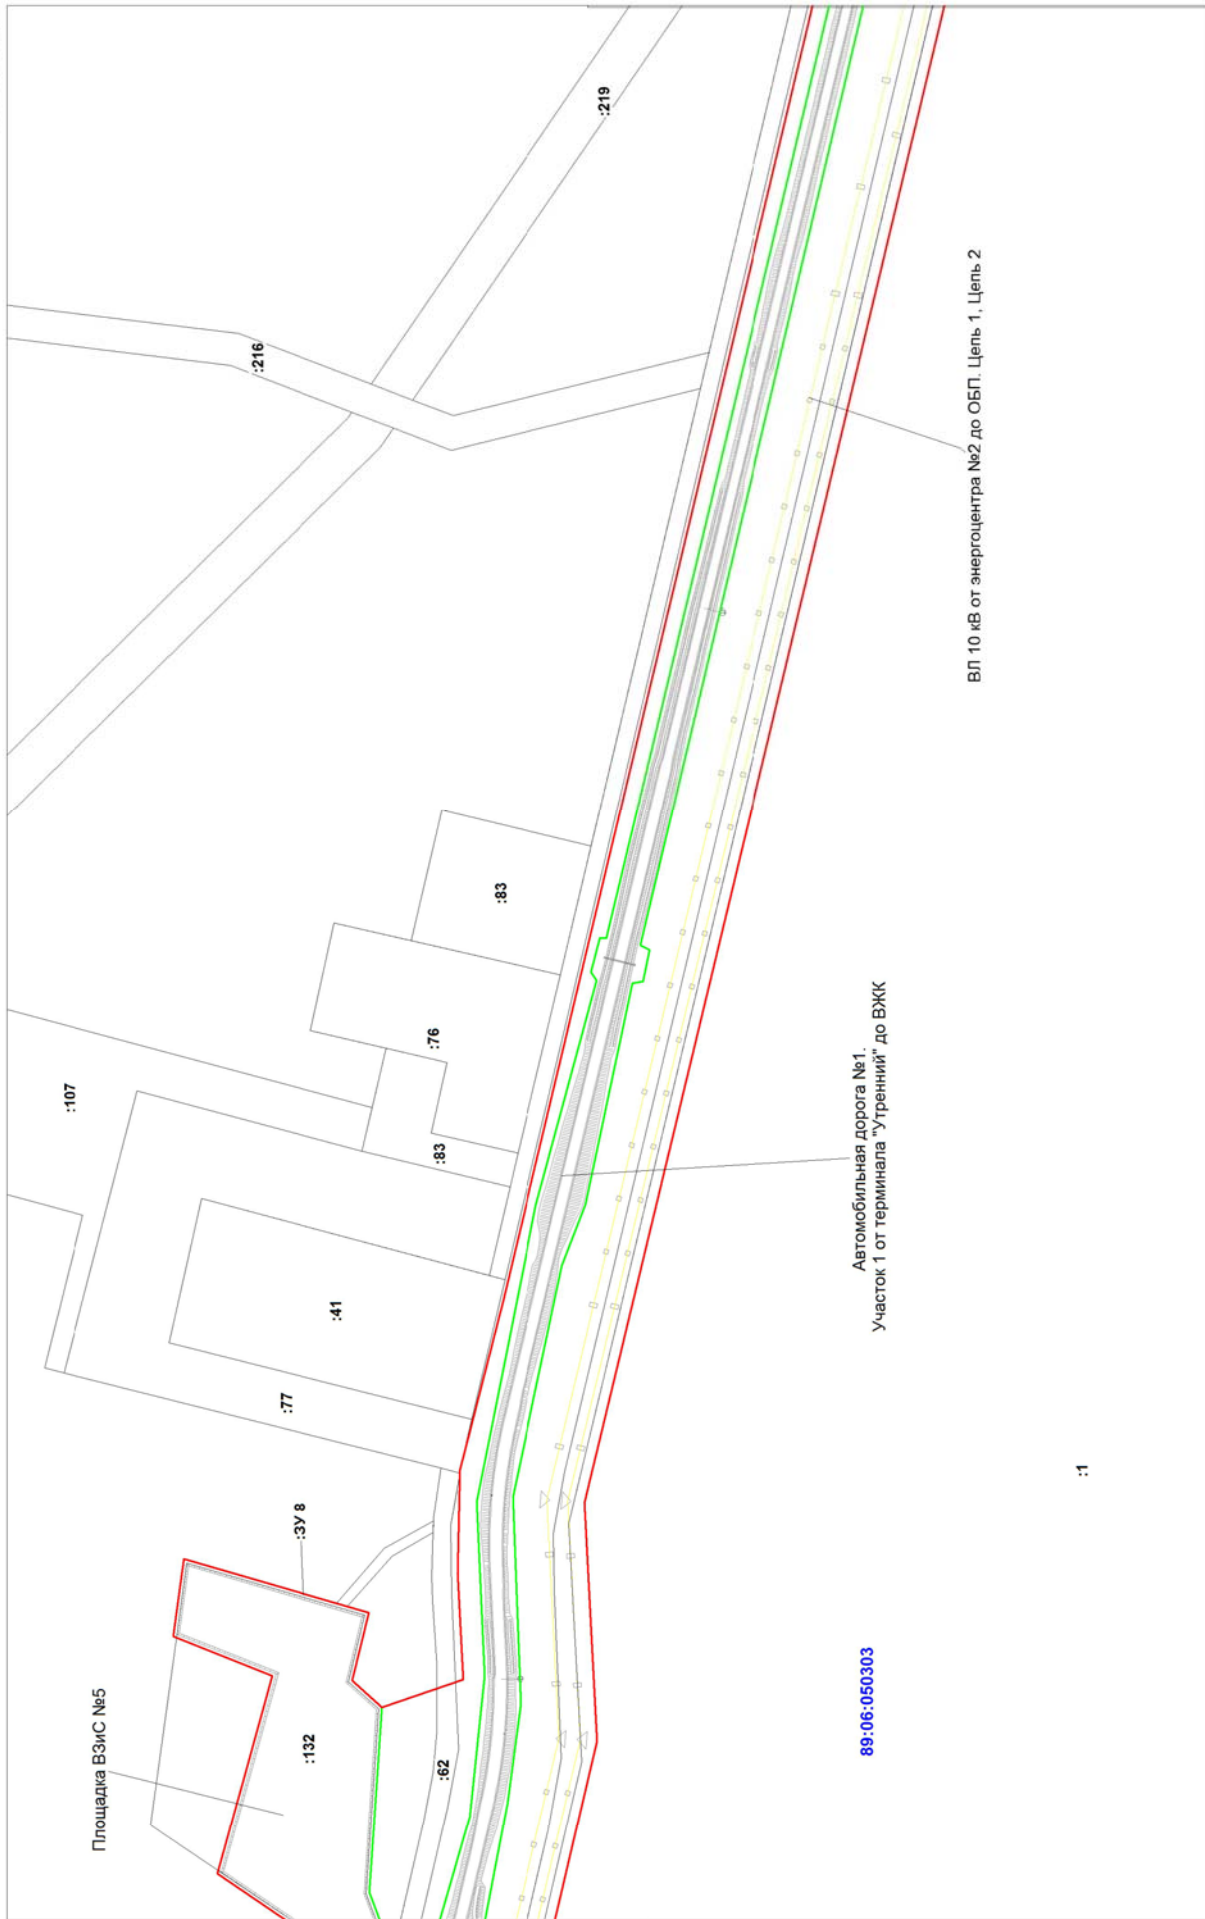 :219
:216
ВЛ 10 кВ от энергоцентра №2 до ОБП. Цепь 1, Цепь 2
:83
:76
:107
:83
Автомобильная дорога №1.
Участок 1 от терминала "Утренний" до ВЖК
:41
:77
:1
:ЗУ 8
Площадка ВЗиС №5
:132
:62
89:06:050303